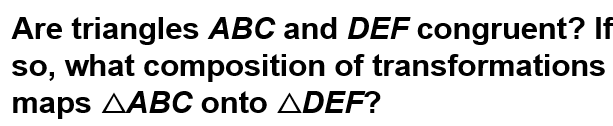 Are triangles ABC and DEF congruent? If
so, what composition of transformations
maps △ABC onto △DEF?